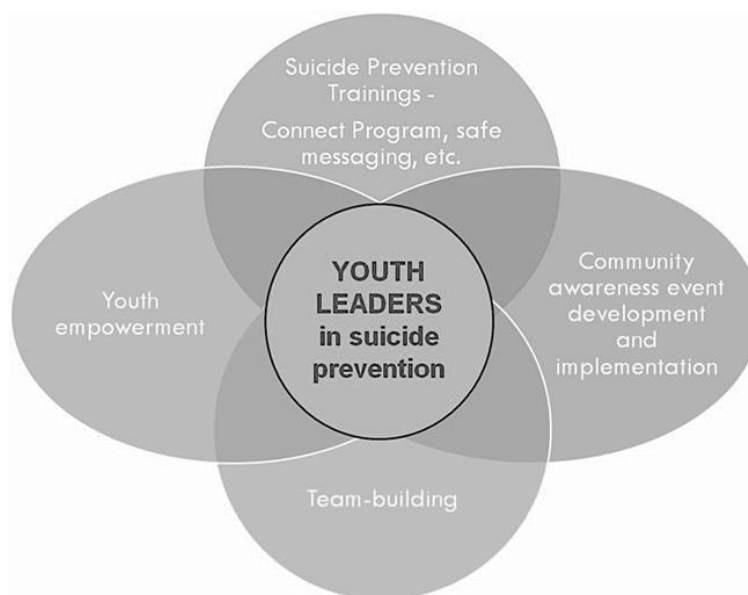 Suicide Prevention
Trainings -
Connect Program, safe
messaging, etc.
Youth
empowerment
YOUTH
LEADERS
in suicide
prevention
Community
awareness event
development
and
implementation
Team-building